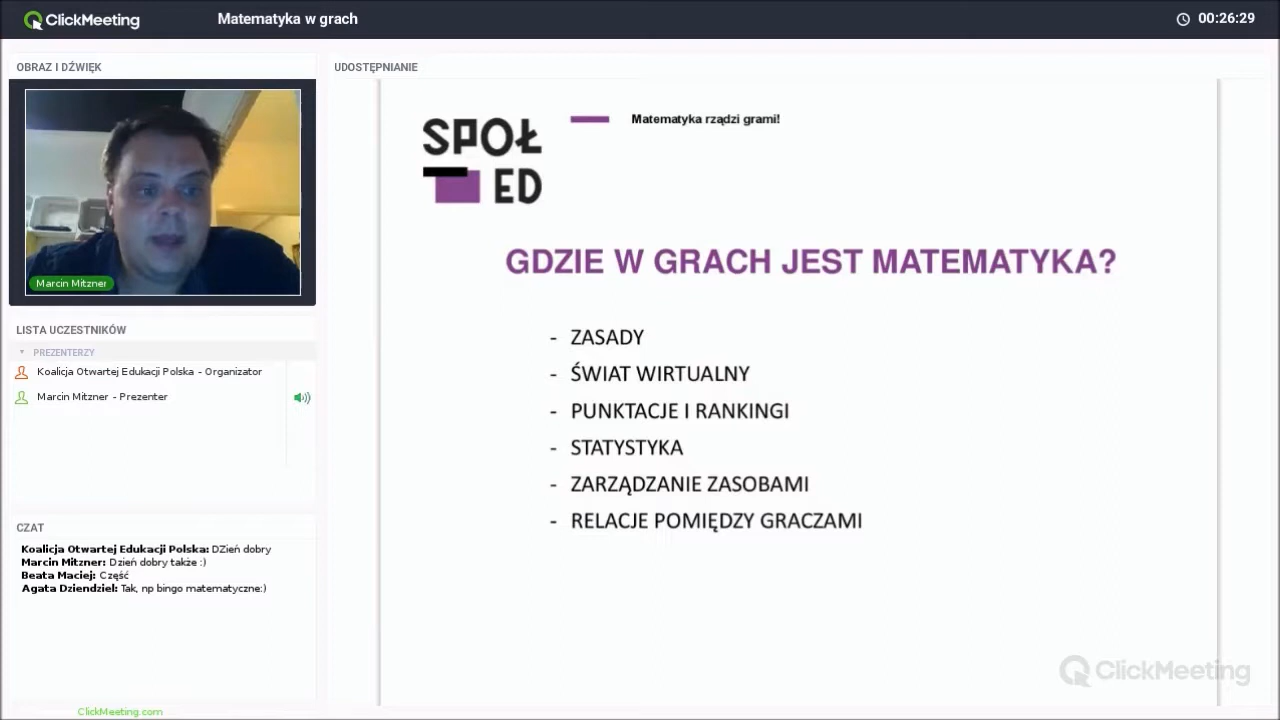 ClickMeeting
Matematyka w grach
00:26:29
OBRAZ I DŹWIĘK
Marcin Mitzner
LISTA UCZESTNIKÓW
PREZENTERZY
Koalicja Otwartej Edukacji Polska - Organizator
Marcin Mitzner - Prezenter
CZAT
Koalicja Otwartej Edukacji Polska: DZień dobry
Marcin Mitzner: Dzień dobry także :)
Beata Maciej: Część
Agata Dziendziel: Tak, np bingo matematyczne:)
ClickMeeting.com
UDOSTĘPNIANIE
SPOŁ
ED
Matematyka rządzi grami!
GDZIE W GRACH JEST MATEMATYKA?
- ZASADY
- ŚWIAT WIRTUALNY
- PUNKTACJE I RANKINGI
- STATYSTYKA
- ZARZĄDZANIE ZASOBAMI
- RELACJE POMIĘDZY GRACZAMI
ClickMeeting